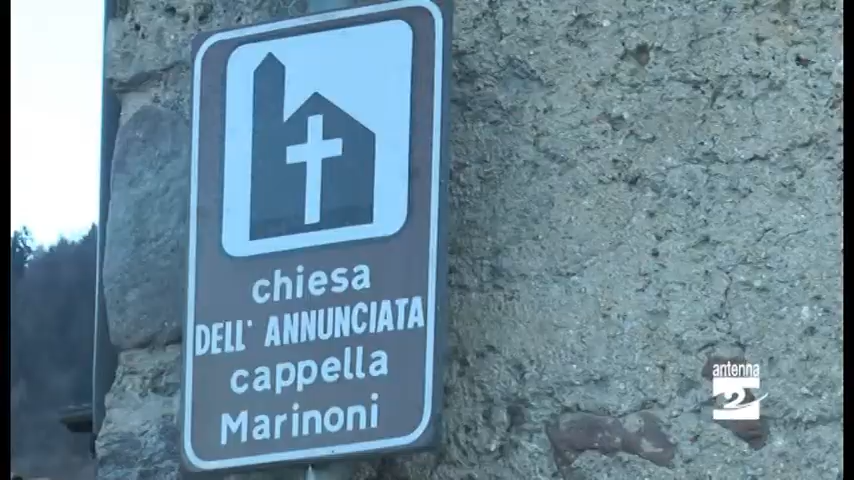 chiesa
DELL' ANNUNCIATA
cappella
Marinoni
antenna
2